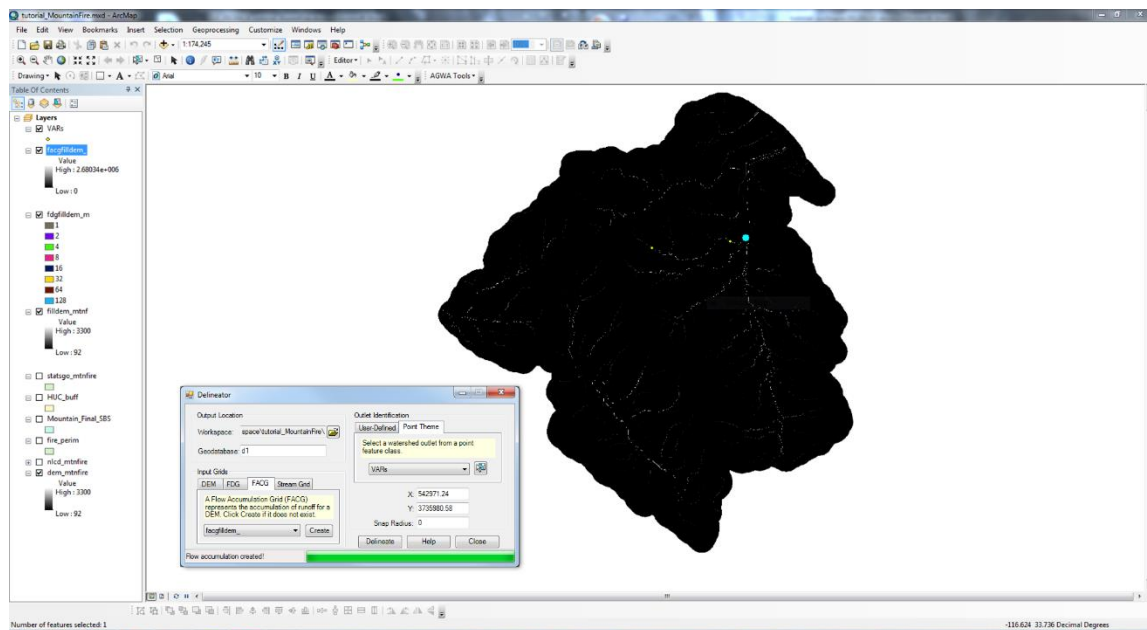 tutorial_MountainFire.mxd - ArcMap
File Edit View Bookmarks Insert Selection Geoprocessing Customize Windows Help
1:174,245
Editor
Drawing A Arial 10 B I U A AGWA Tools
Table Of Contents
Layers
VARs
facgfilldem_
Value
High : 2.68034e+006
Low : 0
fdgfilldem_m
1
2
4
8
16
32
64
128
filldem_mtnf
Value
High : 3300
Low : 92
statsgo_mtnfire
HUC_buff
Mountain_Final_SBS
fire_perim
nlcd_mtnfire
dem_mtnfire
Value
High : 3300
Low : 92
Delineator
Output Location
Workspace: space\tutorial_MountainFire\
Geodatabase: d1
Input Grids
DEM FDG FACG Stream Grid
A Flow Accumulation Grid (FACG)
represents the accumulation of runoff for a
DEM. Click Create if it does not exist.
facgfilldem_ Create
Flow accumulation created!
Outlet Identification
User-Defined Point Theme
Select a watershed outlet from a point
feature class.
VARs
X: 542971.24
Y: 3735980.58
Snap Radius: 0
Delineate Help Close
Number of features selected: 1
-116.624 33.736 Decimal Degrees